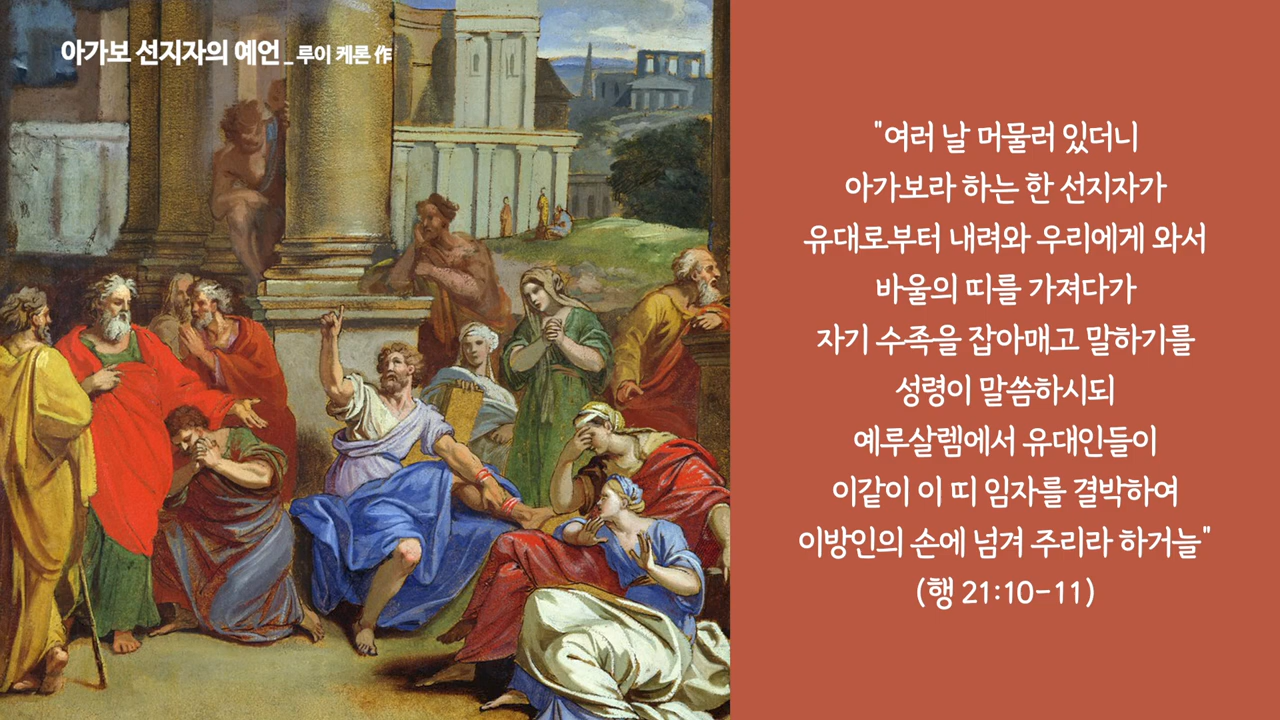 아가보 선지자의 예언 _ 루이 케론 作
"여러 날 머물러 있더니
아가보라 하는 한 선지자가
유대로부터 내려와 우리에게 와서
바울의 띠를 가져다가
자기 수족을 잡아매고 말하기를
성령이 말씀하시되
예루살렘에서 유대인들이
이같이 이 띠 임자를 결박하여
이방인의 손에 넘겨 주리라 하거늘"
(행 21:10-11)